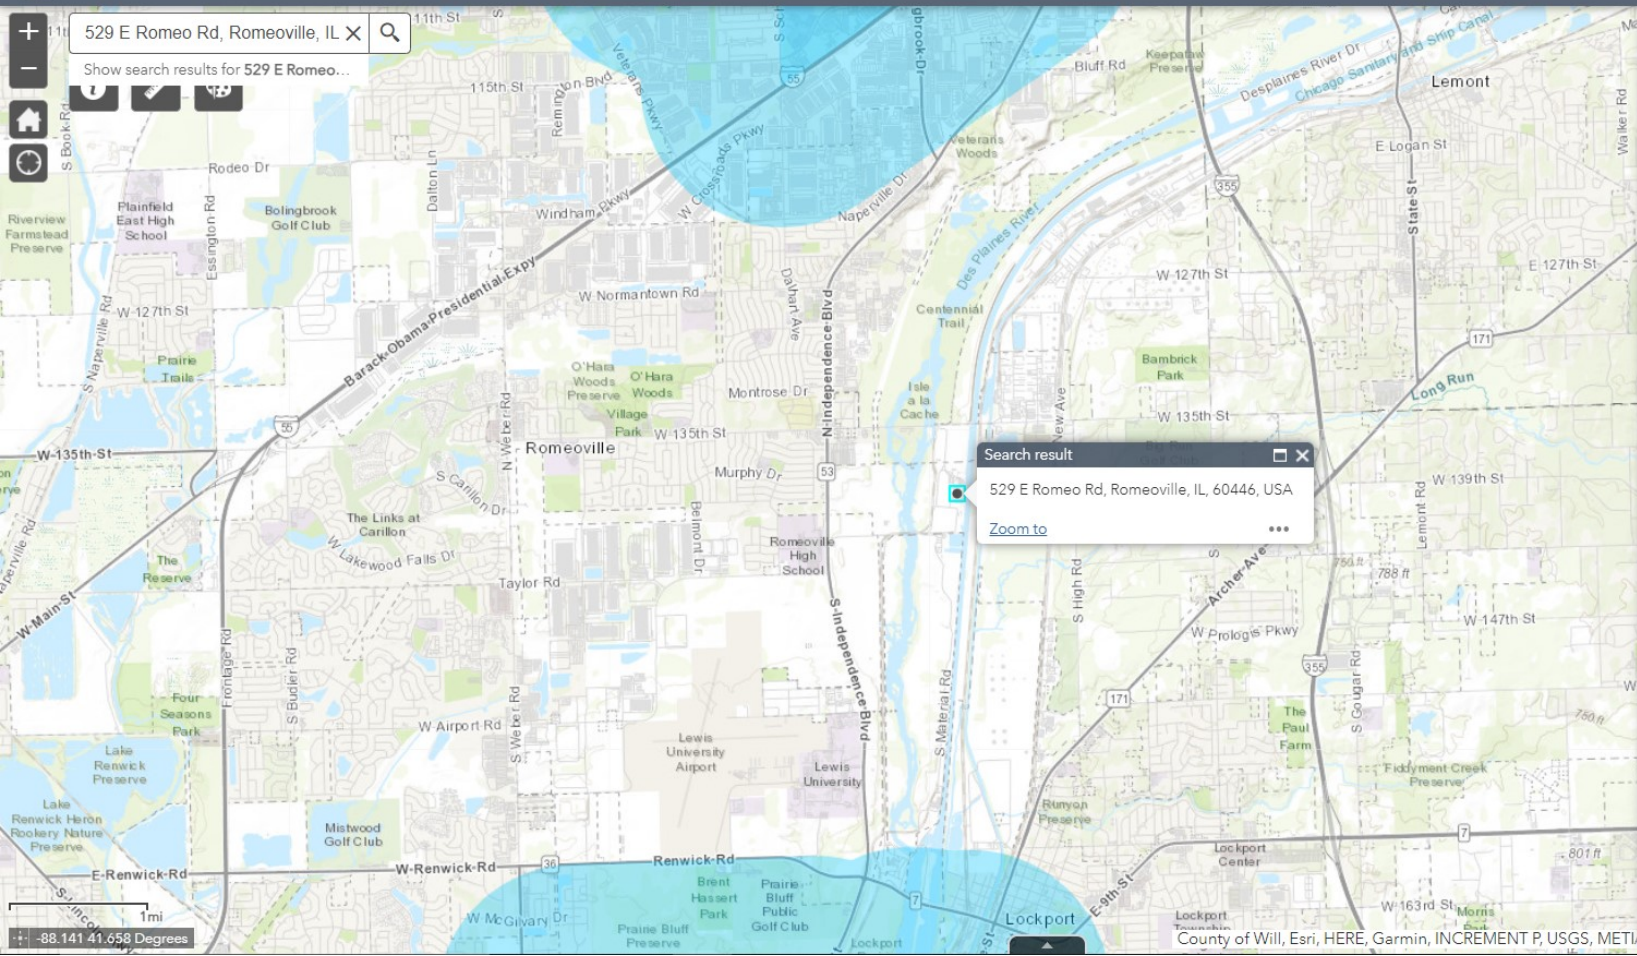 529 E Romeo Rd, Romeoville, IL
Show search results for 529 E Romeo...
11th St
115th St
Remington Blvd
Veterans Pkwy
55
Bluff Rd
Keepataw
Preserve
Desplaines River Dr
Chicago Sanitary and Ship Canal
Lemont
Walker Rd
S Book Rd
Rodeo Dr
Dalton Ln
W Crossroads Pkwy
Veterans
Woods
E Logan St
State St
355
Plainfield
East High
School
Essington Rd
Bolingbrook
Golf Club
Windham Pkwy
Naperville Dr
Riverview
Farmstead
Preserve
Des Plaines River
W 127th St
E 127th St
Barack Obama Presidential Expy
W Normantown Rd
Dalhart Ave
N Independence Blvd
Centennial
Trail
W 127th St
S Naperville Rd
Prairie
Trails
O'Hara
Woods
Preserve
O'Hara
Woods
Montrose Dr
Isle
a la
Cache
New Ave
Bambrick
Park
171
Long Run
Village
Park
W 135th St
W 135th St
55
W 135th St
N Weber Rd
Romeoville
Murphy Dr
53
Search result
529 E Romeo Rd, Romeoville, IL, 60446, USA
Zoom to
W 139th St
Lemont Rd
S Carillon Dr
The Links at
Carillon
W Lakewood Falls Dr
Belmont Dr
Romeoville
High
School
The
Reserve
Taylor Rd
S High Rd
Archer Ave
750 ft
788 ft
W Main St
S Independence Blvd
W Prologis Pkwy
W 147th St
355
Frontage Rd
S Budler Rd
S Weber Rd
S Material Rd
171
S Gougar Rd
Four
Seasons
Park
W Airport Rd
Lewis
University
Airport
Lewis
University
The
Paul
Farm
750 ft
Lake
Renwick
Preserve
Fiddyment Creek
Preserve
Lake
Renwick Heron
Rookery Nature
Preserve
Mistwood
Golf Club
Runyon
Preserve
7
E Renwick Rd
W Renwick Rd
36
Renwick Rd
Lockport
Center
801 ft
Brent
Hassert
Park
Prairie
Bluff
Public
Golf Club
7
E 9th St
W 163rd St
Morris
1mi
W McGilvary Dr
Prairie Bluff
Preserve
Lockport
Lockport
Lockport
-88.141 41.658 Degrees
County of Will, Esri, HERE, Garmin, INCREMENT P, USGS, METI